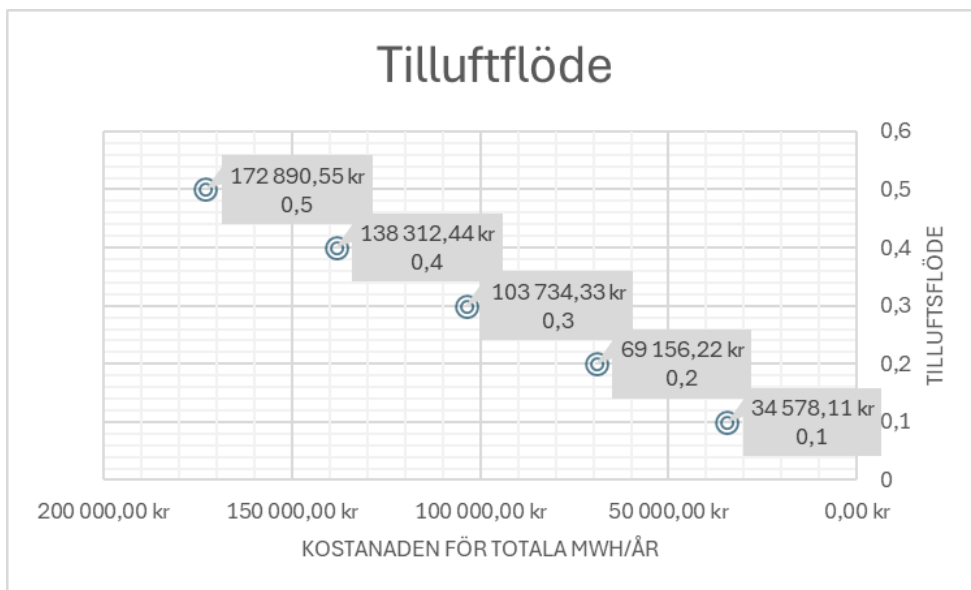 Tilluftflöde
0,6
172 890,55 kr
0,5
0,5
138 312,44 kr
0,4
0,4
103 734,33 kr
0,3
0,3
69 156,22 kr
0,2
0,2
34 578,11 kr
0,1
0,1
0
TILLUFTSFLÖDE
200 000,00 kr
150 000,00 kr
100 000,00 kr
50 000,00 kr
0,00 kr
KOSTANADEN FÖR TOTALA MWH/ÅR